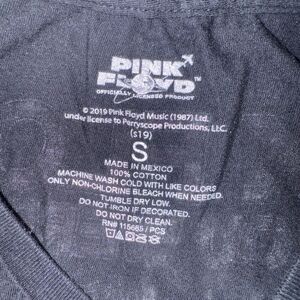 PINK
FLOYD™
OFFICIALLY LICENSED PRODUCT
© 2019 Pink Floyd Music (1987) Ltd.
under license to Perryscope Productions, LLC.
(s19)
S
MADE IN MEXICO
100% COTTON
MACHINE WASH COLD WITH LIKE COLORS
ONLY NON-CHLORINE BLEACH WHEN NEEDED.
TUMBLE DRY LOW.
DO NOT IRON IF DECORATED.
DO NOT DRY CLEAN.
RN# 115685 / PCS